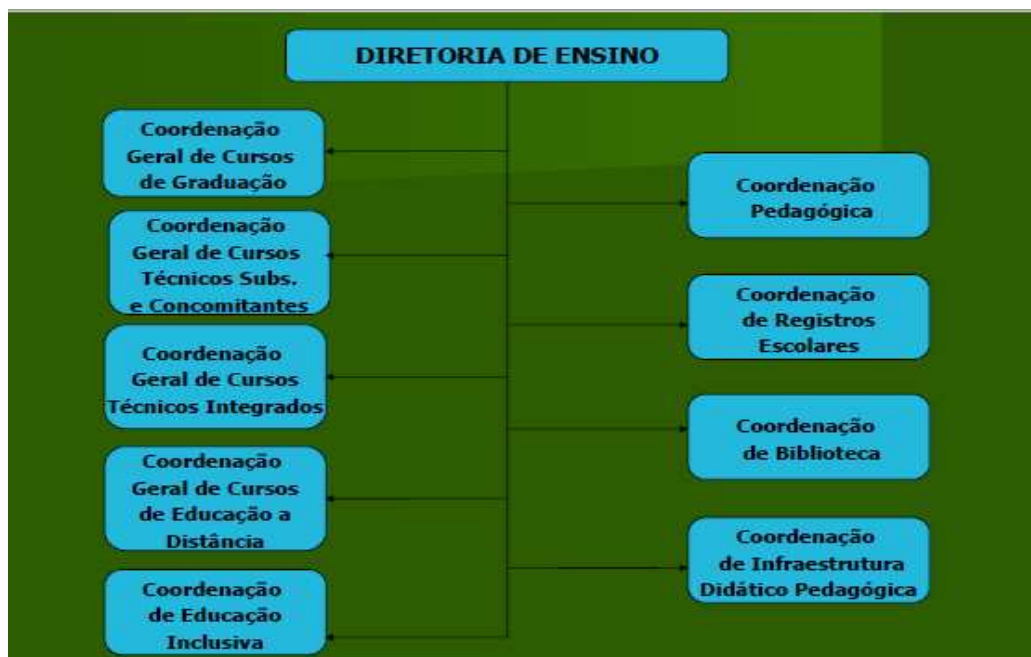 DIRETORIA DE ENSINO
Coordenação
Geral de Cursos
de Graduação
Coordenação
Geral de Cursos
Técnicos Subs.
e Concomitantes
Coordenação
Geral de Cursos
Técnicos Integrados
Coordenação
Geral de Cursos
de Educação a
Distância
Coordenação
de Educação
Inclusiva
Coordenação
Pedagógica
Coordenação
de Registros
Escolares
Coordenação
de Biblioteca
Coordenação
de Infraestrutura
Didático Pedagógica